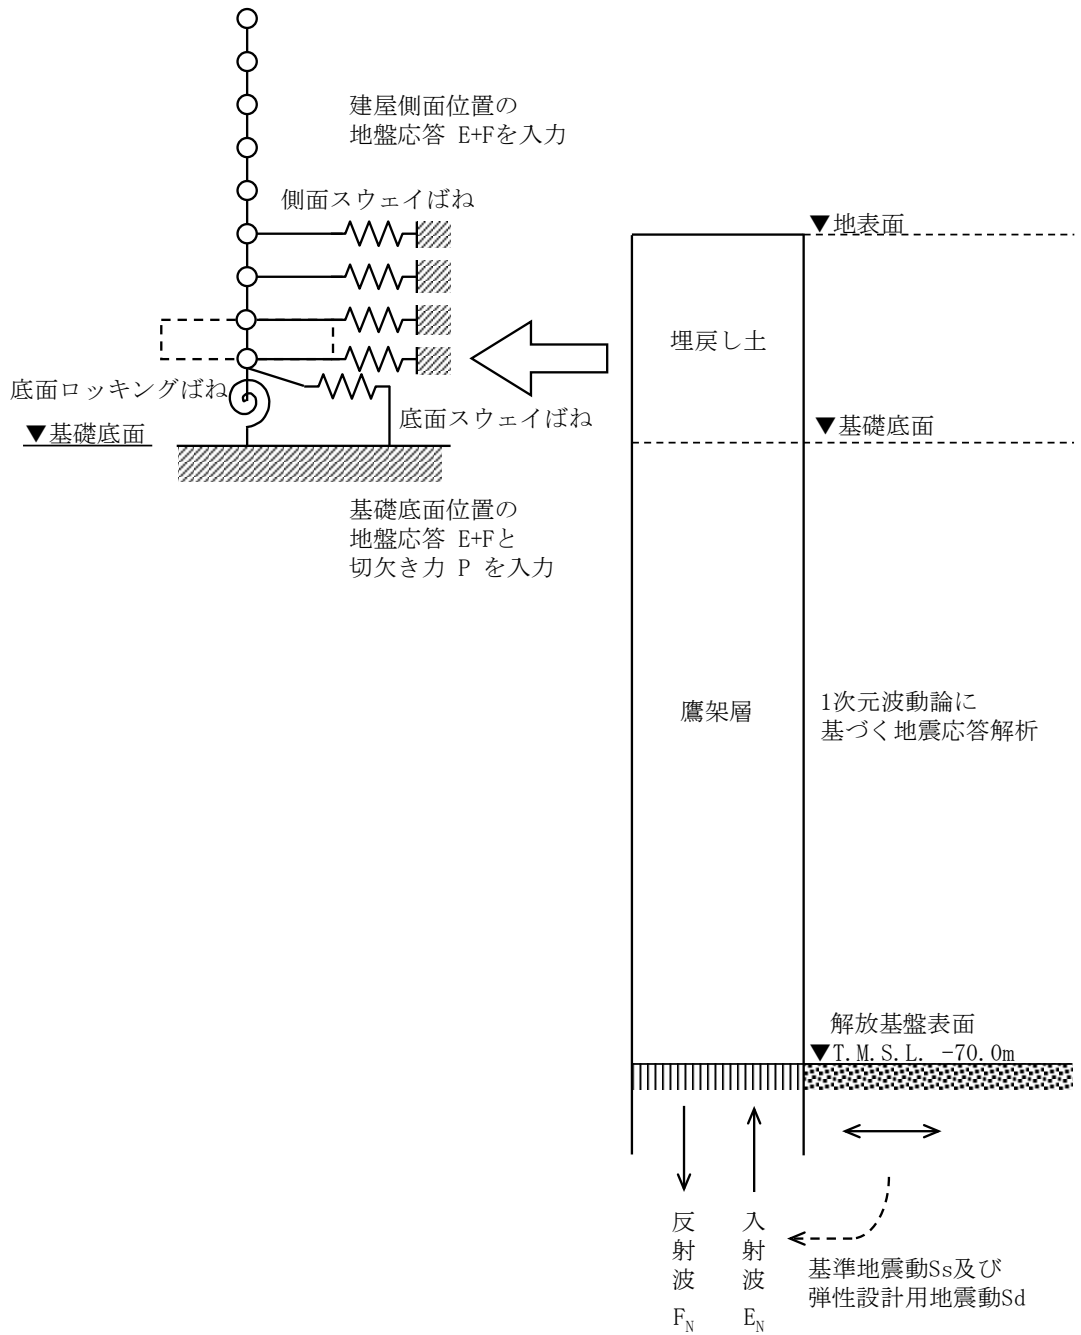 建屋側面位置の
地盤応答 E+Fを入力
側面スウェイばね
底面ロッキングばね
底面スウェイばね
▼基礎底面
基礎底面位置の
地盤応答 E+Fと
切欠き力 P を入力
▼地表面
埋戻し土
▼基礎底面
鷹架層
1次元波動論に
基づく地震応答解析
解放基盤表面
▼T.M.S.L. -70.0m
反射波 FN
入射波 EN
基準地震動Ss及び
弾性設計用地震動Sd